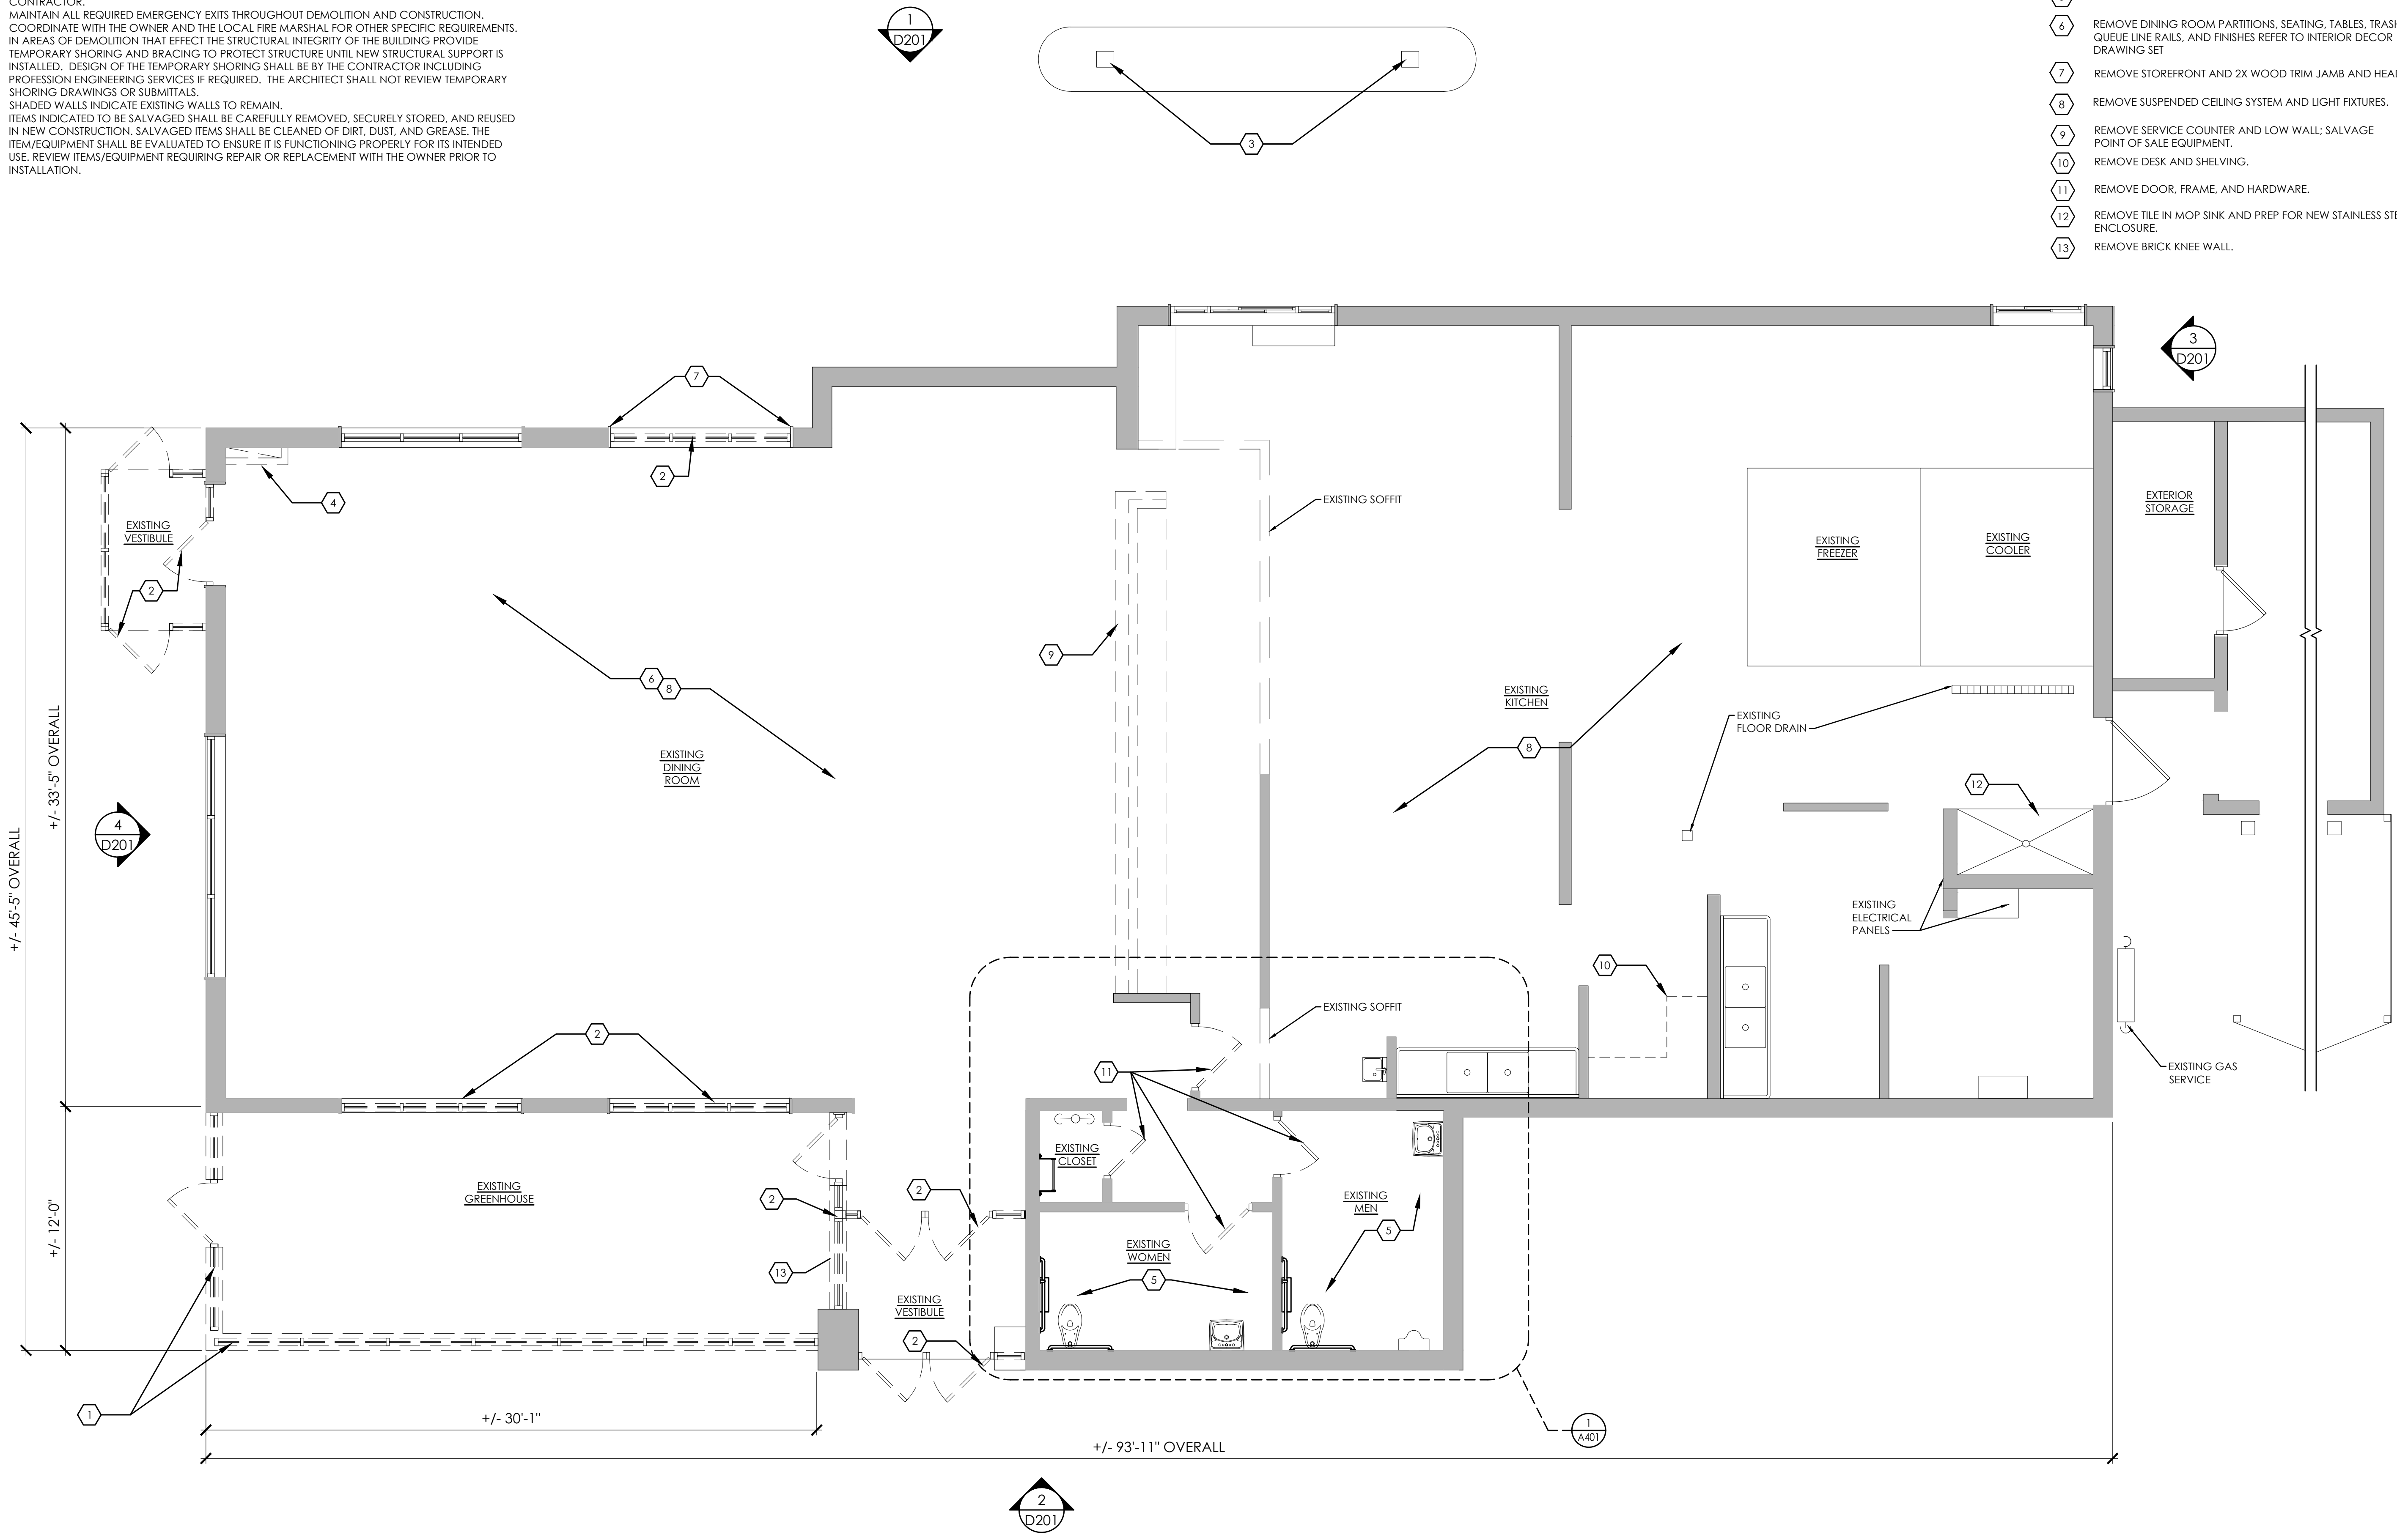 CONTRACTOR.
MAINTAIN ALL REQUIRED EMERGENCY EXITS THROUGHOUT DEMOLITION AND CONSTRUCTION.
COORDINATE WITH THE OWNER AND THE LOCAL FIRE MARSHAL FOR OTHER SPECIFIC REQUIREMENTS.
IN AREAS OF DEMOLITION THAT EFFECT THE STRUCTURAL INTEGRITY OF THE BUILDING PROVIDE
TEMPORARY SHORING AND BRACING TO PROTECT STRUCTURE UNTIL NEW STRUCTURAL SUPPORT IS
INSTALLED. DESIGN OF THE TEMPORARY SHORING SHALL BE BY THE CONTRACTOR INCLUDING
PROFESSION ENGINEERING SERVICES IF REQUIRED. THE ARCHITECT SHALL NOT REVIEW TEMPORARY
SHORING DRAWINGS OR SUBMITTALS.
SHADED WALLS INDICATE EXISTING WALLS TO REMAIN.
ITEMS INDICATED TO BE SALVAGED SHALL BE CAREFULLY REMOVED, SECURELY STORED, AND REUSED
IN NEW CONSTRUCTION. SALVAGED ITEMS SHALL BE CLEANED OF DIRT, DUST, AND GREASE. THE
ITEM/EQUIPMENT SHALL BE EVALUATED TO ENSURE IT IS FUNCTIONING PROPERLY FOR ITS INTENDED
USE. REVIEW ITEMS/EQUIPMENT REQUIRING REPAIR OR REPLACEMENT WITH THE OWNER PRIOR TO
INSTALLATION.
1
D201
3
6 REMOVE DINING ROOM PARTITIONS, SEATING, TABLES,
QUEUE LINE RAILS, AND FINISHES REFER TO INTERIOR DECOR
DRAWING SET
7 REMOVE STOREFRONT AND 2X WOOD TRIM JAMB AND
8 REMOVE SUSPENDED CEILING SYSTEM AND LIGHT FIXTURES.
9 REMOVE SERVICE COUNTER AND LOW WALL; SALVAGE
POINT OF SALE EQUIPMENT.
10 REMOVE DESK AND SHELVING.
11 REMOVE DOOR, FRAME, AND HARDWARE.
12 REMOVE TILE IN MOP SINK AND PREP FOR NEW STAINLESS
ENCLOSURE.
13 REMOVE BRICK KNEE WALL.
3
D201
7
2
4
EXISTING
VESTIBULE
2
EXISTING SOFFIT
EXTERIOR
STORAGE
EXISTING
FREEZER
EXISTING
COOLER
9
6
8
EXISTING
KITCHEN
EXISTING
FLOOR DRAIN
8
EXISTING
DINING
ROOM
12
+/- 45'-5" OVERALL
+/- 33'-5" OVERALL
4
D201
EXISTING
ELECTRICAL
PANELS
10
EXISTING SOFFIT
2
11
EXISTING GAS
SERVICE
EXISTING
CLOSET
EXISTING
GREENHOUSE
2
2
EXISTING
MEN
5
+/- 12'-0"
EXISTING
WOMEN
13
5
EXISTING
VESTIBULE
2
1
+/- 30'-1"
1
A401
+/- 93'-11" OVERALL
2
D201